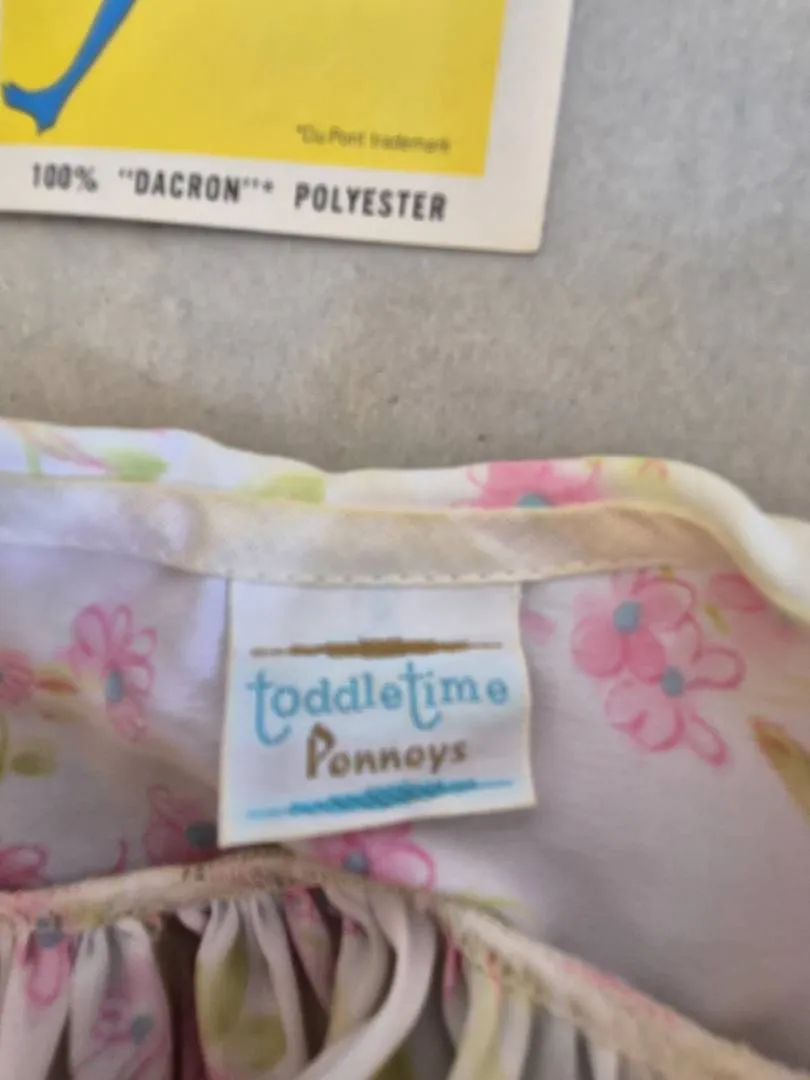 *Du Pont trademark
100% "DACRON"* POLYESTER
toddletime
Penneys